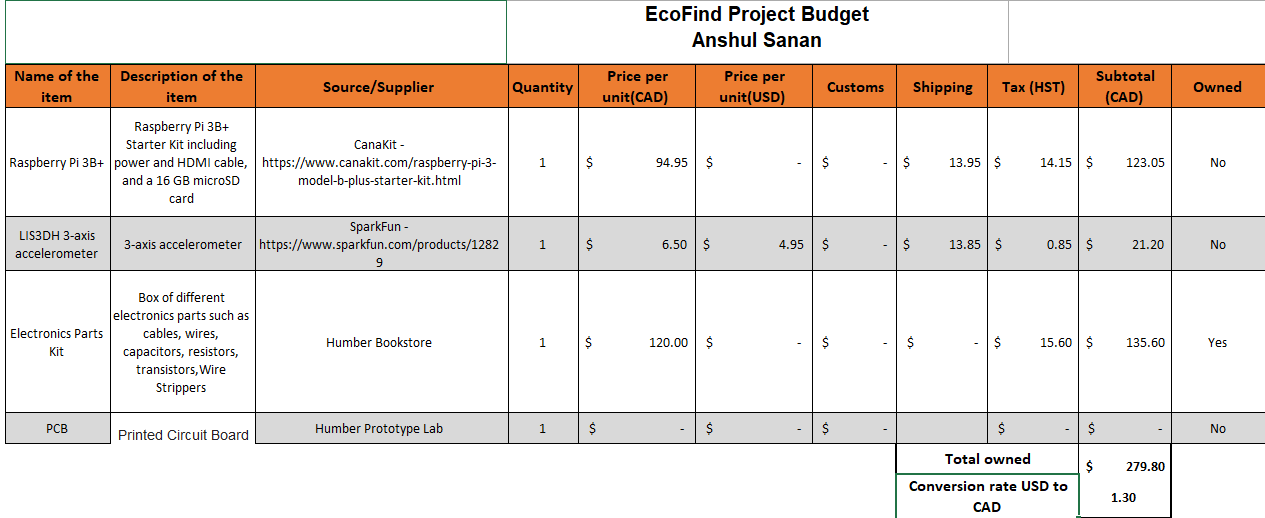 EcoFind Project Budget
Anshul Sanan
Name of the item Description of the item Source/Supplier Quantity Price per unit(CAD) Price per unit(USD) Customs Shipping Tax (HST) Subtotal (CAD) Owned
Raspberry Pi 3B+
Raspberry Pi 3B+
Starter Kit including
power and HDMI cable,
and a 16 GB microSD
card
CanaKit -
https://www.canakit.com/raspberry-pi-3-
model-b-plus-starter-kit.html
1 $ 94.95 $ - $ - $ 13.95 $ 14.15 $ 123.05 No
LIS3DH 3-axis
accelerometer
3-axis accelerometer
SparkFun -
https://www.sparkfun.com/products/1282
9
1 $ 6.50 $ 4.95 $ - $ 13.85 $ 0.85 $ 21.20 No
Electronics Parts
Kit
Box of different
electronics parts such as
cables, wires,
capacitors, resistors,
transistors,Wire
Strippers
Humber Bookstore
1 $ 120.00 $ - $ - $ - $ 15.60 $ 135.60 Yes
PCB
Printed Circuit Board
Humber Prototype Lab
1 $ - $ - $ - $ - $ - No
Total owned $ 279.80
Conversion rate USD to
CAD
1.30